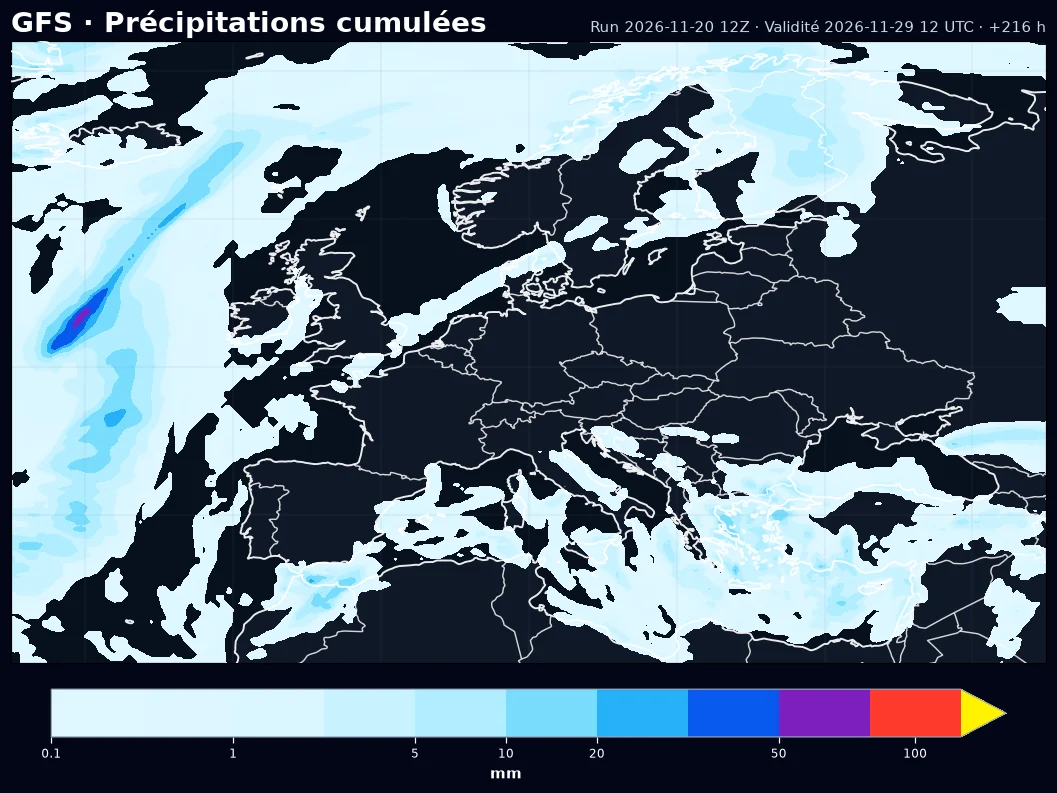 GFS · Précipitations cumulées
Run 2026-11-20 12Z · Validité 2026-11-29 12 UTC · +216 h
0.1 1 5 10 20 50 100
mm